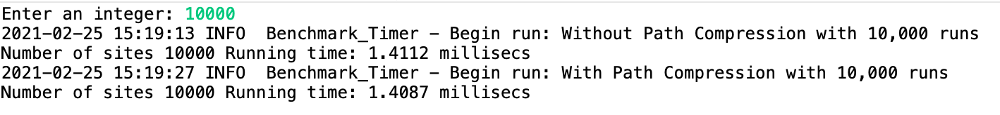 Enter an integer: 10000
2021-02-25 15:19:13 INFO  Benchmark_Timer - Begin run: Without Path Compression with 10,000 runs
Number of sites 10000 Running time: 1.4112 millisecs
2021-02-25 15:19:27 INFO  Benchmark_Timer - Begin run: With Path Compression with 10,000 runs
Number of sites 10000 Running time: 1.4087 millisecs